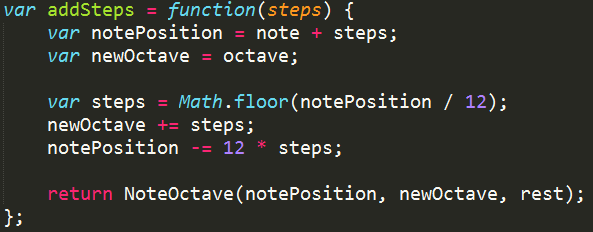 var addSteps = function(steps) {
    var notePosition = note + steps;
    var newOctave = octave;

    var steps = Math.floor(notePosition / 12);
    newOctave += steps;
    notePosition -= 12 * steps;

    return NoteOctave(notePosition, newOctave, rest);
};